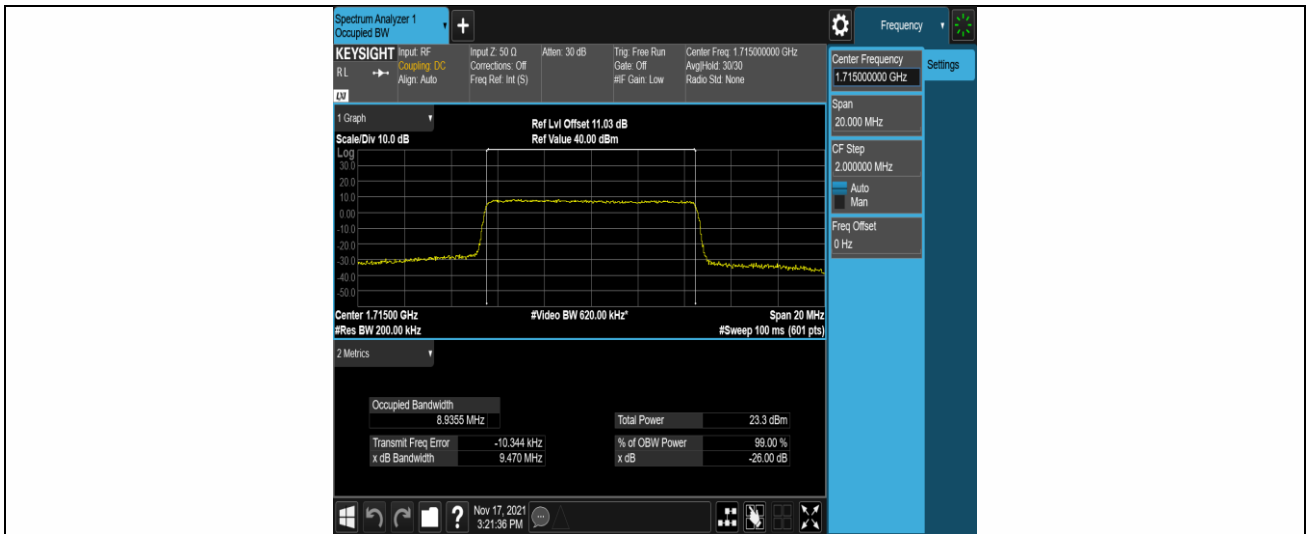 Spectrum Analyzer 1
Occupied BW
+
Frequency
KEYSIGHT
RL
LXI
Input: RF
Coupling: DC
Align: Auto
Input Z: 50 Ω
Corrections: Off
Freq Ref: Int (S)
Atten: 30 dB
Trig: Free Run
Gate: Off
#IF Gain: Low
Center Freq: 1.715000000 GHz
Avg|Hold: 30/30
Radio Std: None
Center Frequency
1.715000000 GHz
Settings
Span
20.000 MHz
CF Step
2.000000 MHz
Auto
Man
Freq Offset
0 Hz
1 Graph
Scale/Div 10.0 dB
Ref Lvl Offset 11.03 dB
Ref Value 40.00 dBm
Log
30.0
20.0
10.0
0.00
-10.0
-20.0
-30.0
-40.0
-50.0
Center 1.71500 GHz
#Video BW 620.00 kHz*
Span 20 MHz
#Res BW 200.00 kHz
#Sweep 100 ms (601 pts)
2 Metrics
Occupied Bandwidth
8.9355 MHz
Total Power 23.3 dBm
Transmit Freq Error -10.344 kHz
% of OBW Power 99.00 %
x dB Bandwidth 9.470 MHz
x dB -26.00 dB
?
Nov 17, 2021
3:21:36 PM